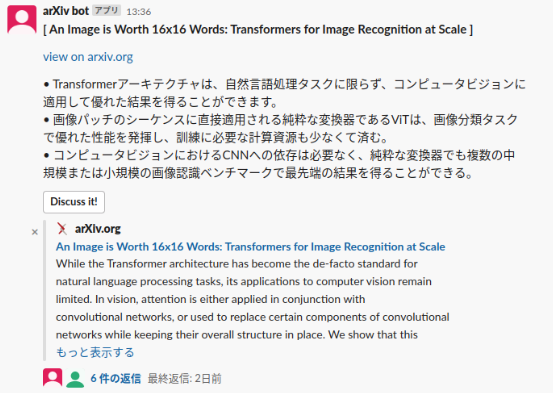 arXiv bot アプリ 13:36
[ An Image is Worth 16x16 Words: Transformers for Image Recognition at Scale ]
view on arxiv.org
• Transformerアーキテクチャは、自然言語処理タスクに限らず、コンピュータビジョンに
適用して優れた結果を得ることができます。
• 画像パッチのシーケンスに直接適用される純粋な変換器であるViTは、画像分類タスク
で優れた性能を発揮し、訓練に必要な計算資源も少なくて済む。
• コンピュータビジョンにおけるCNNへの依存は必要なく、純粋な変換器でも複数の中
規模または小規模の画像認識ベンチマークで最先端の結果を得ることができる。
Discuss it!
arXiv.org
An Image is Worth 16x16 Words: Transformers for Image Recognition at Scale
While the Transformer architecture has become the de-facto standard for
natural language processing tasks, its applications to computer vision remain
limited. In vision, attention is either applied in conjunction with
convolutional networks, or used to replace certain components of convolutional
networks while keeping their overall structure in place. We show that this
もっと表示する
6 件の返信 最終返信: 2日前